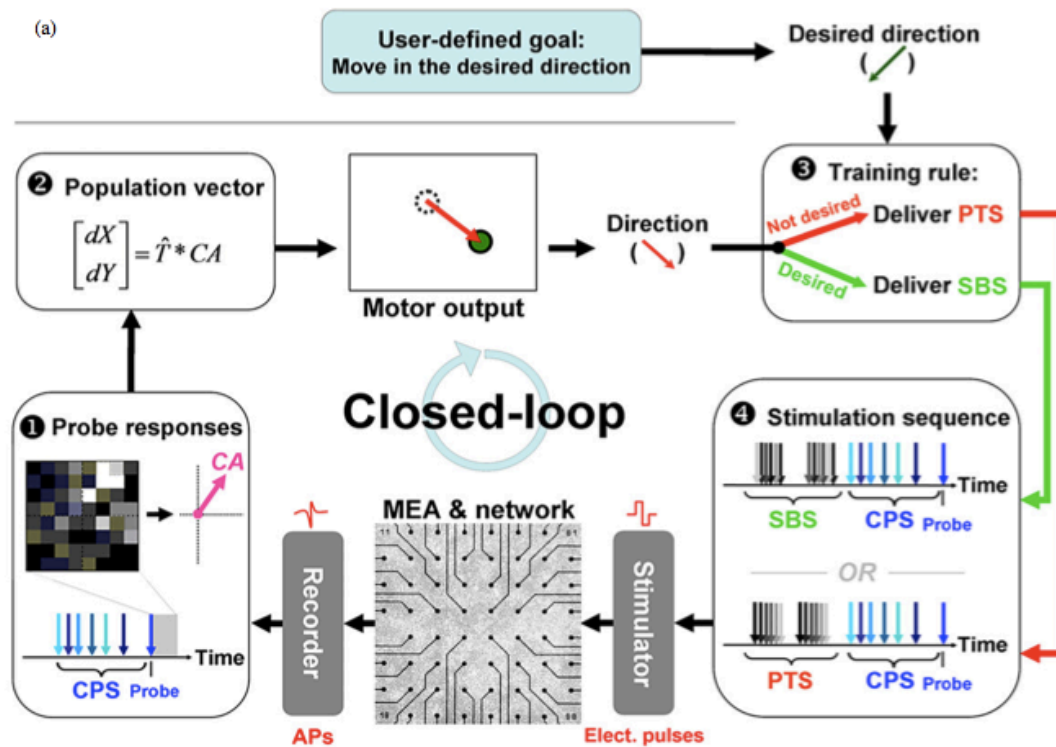 (a)
User-defined goal:
Move in the desired direction
Desired direction
( )
❷ Population vector
[dX dY] = T̂ * CA
Motor output
Direction
( )
❸ Training rule:
Not desired
Deliver PTS
Desired
Deliver SBS
Closed-loop
❶ Probe responses
CA
CPS
Probe
Time
Recorder
APs
MEA & network
Stimulator
Elect. pulses
❹ Stimulation sequence
Time
SBS
CPS
Probe
OR
Time
PTS
CPS
Probe